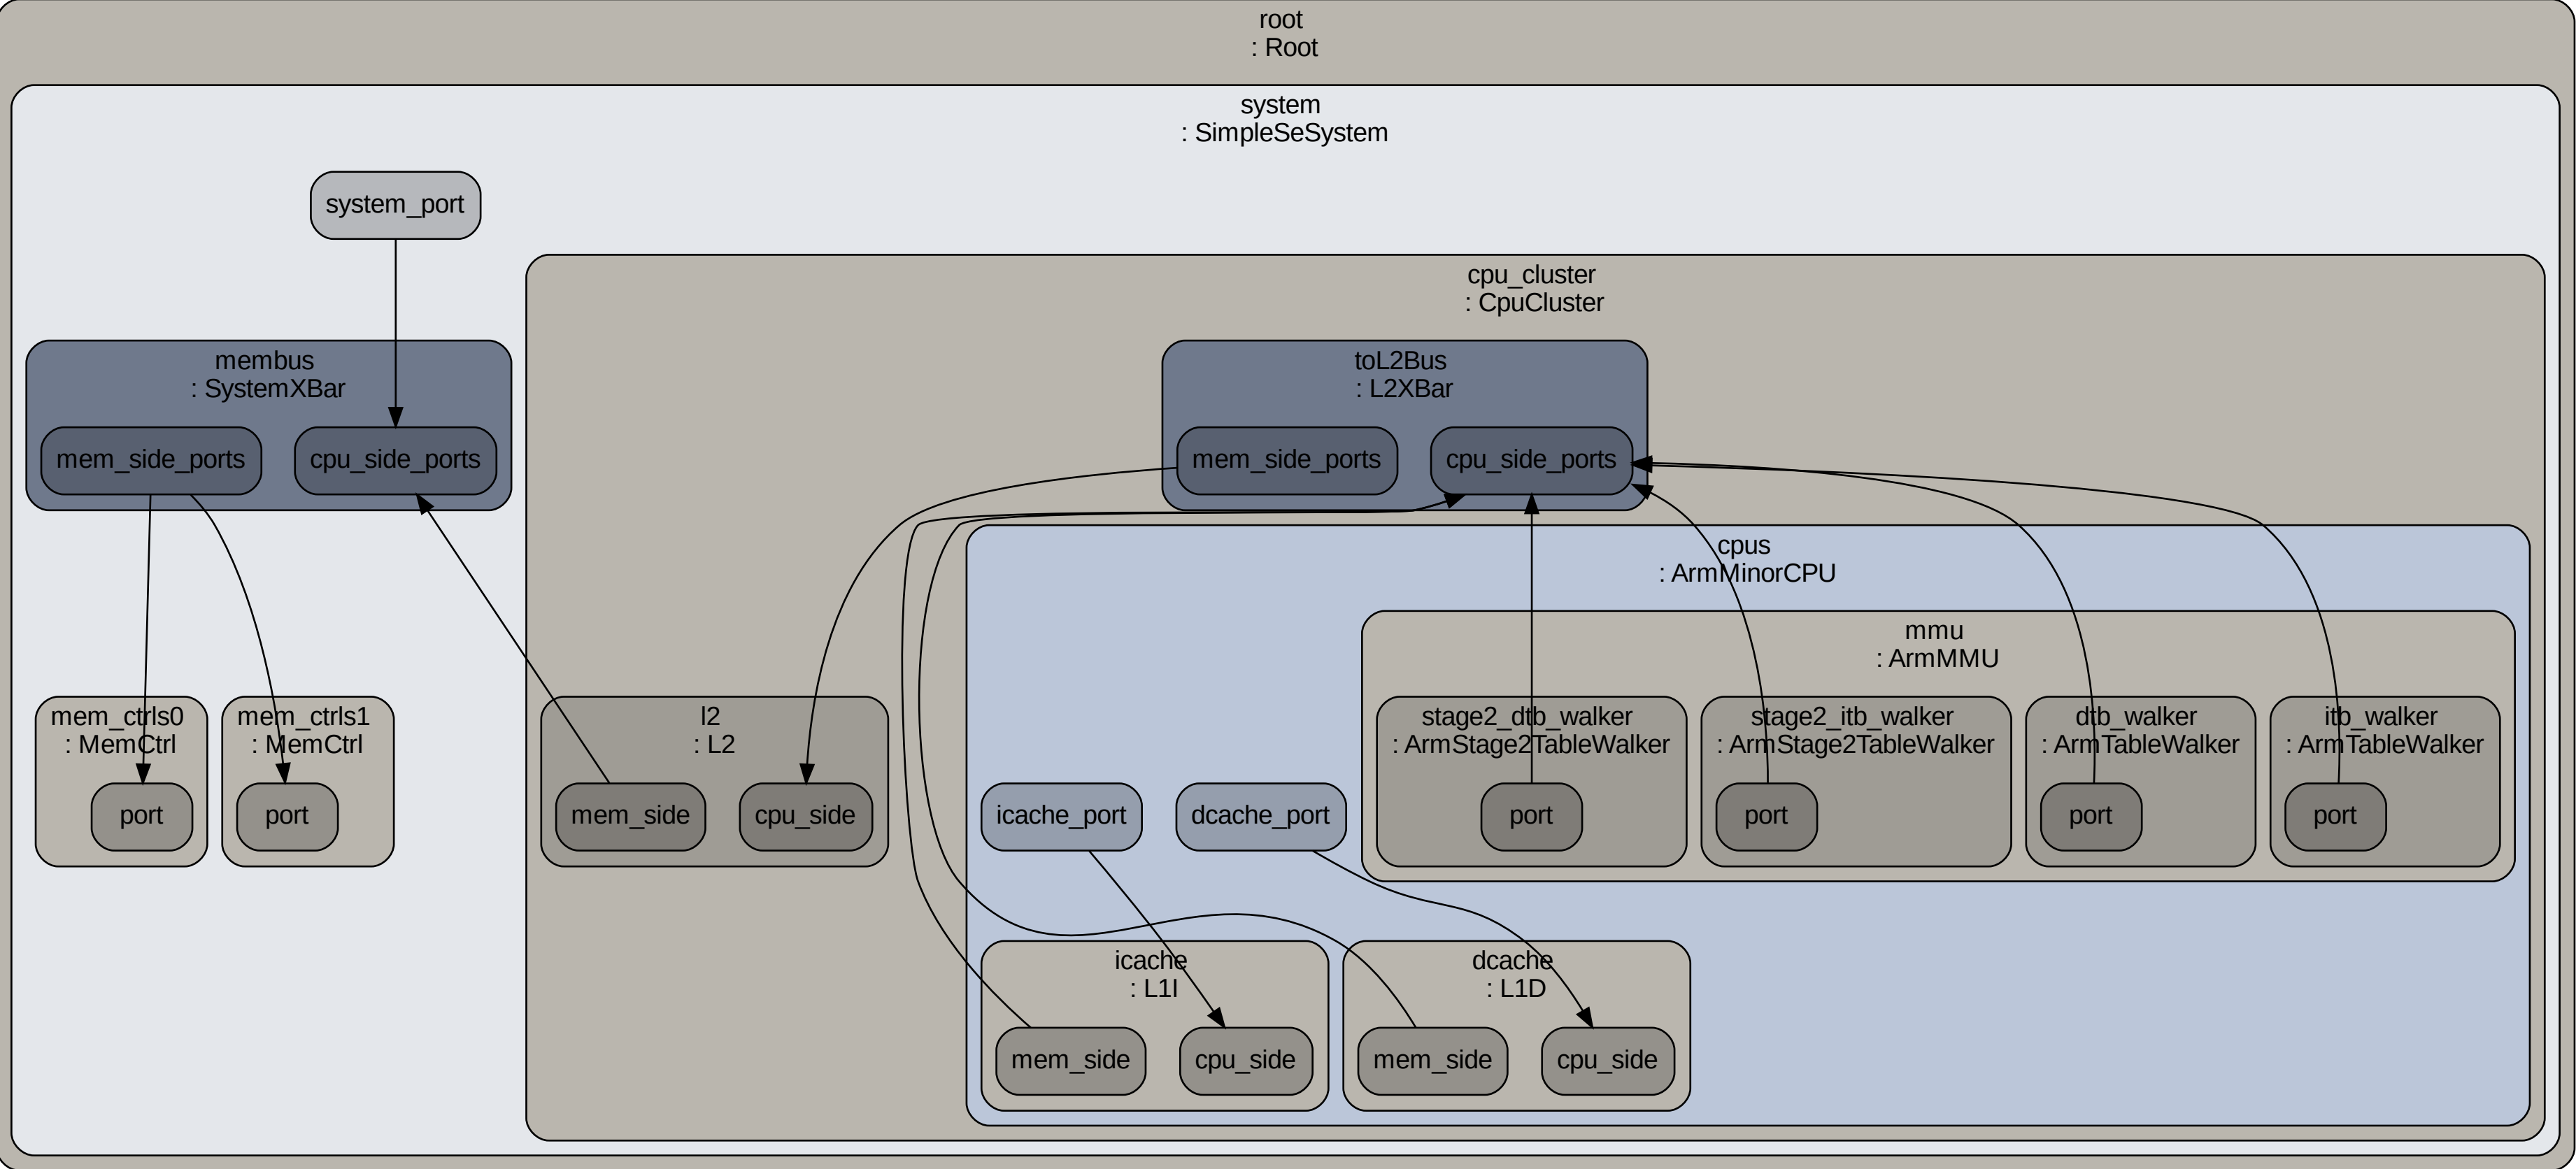 root
: Root
system
: SimpleSeSystem
system_port
cpu_cluster
: CpuCluster
membus
: SystemXBar
mem_side_ports
cpu_side_ports
toL2Bus
: L2XBar
mem_side_ports
cpu_side_ports
cpus
: ArmMinorCPU
mmu
: ArmMMU
mem_ctrls0
: MemCtrl
port
mem_ctrls1
: MemCtrl
port
l2
: L2
mem_side
cpu_side
icache_port
dcache_port
stage2_dtb_walker
: ArmStage2TableWalker
port
stage2_itb_walker
: ArmStage2TableWalker
port
dtb_walker
: ArmTableWalker
port
itb_walker
: ArmTableWalker
port
icache
: L1I
mem_side
cpu_side
dcache
: L1D
mem_side
cpu_side